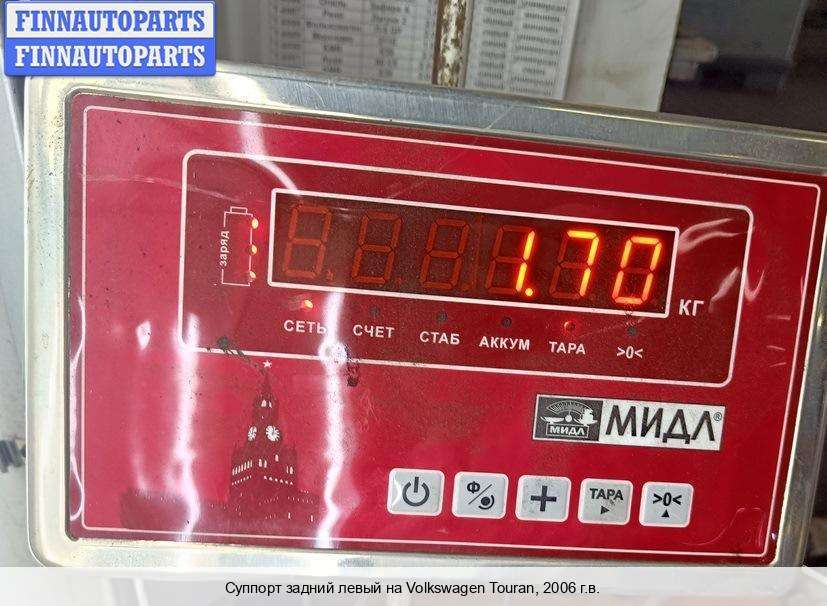 FINNAUTOPARTS
FINNAUTOPARTS
заряд
1.70
КГ
СЕТЬ СЧЕТ СТАБ АККУМ ТАРА >0<
МИДЛ
МИДЛ®
Ф
ТАРА
>0<
Суппорт задний левый на Volkswagen Touran, 2006 г.в.